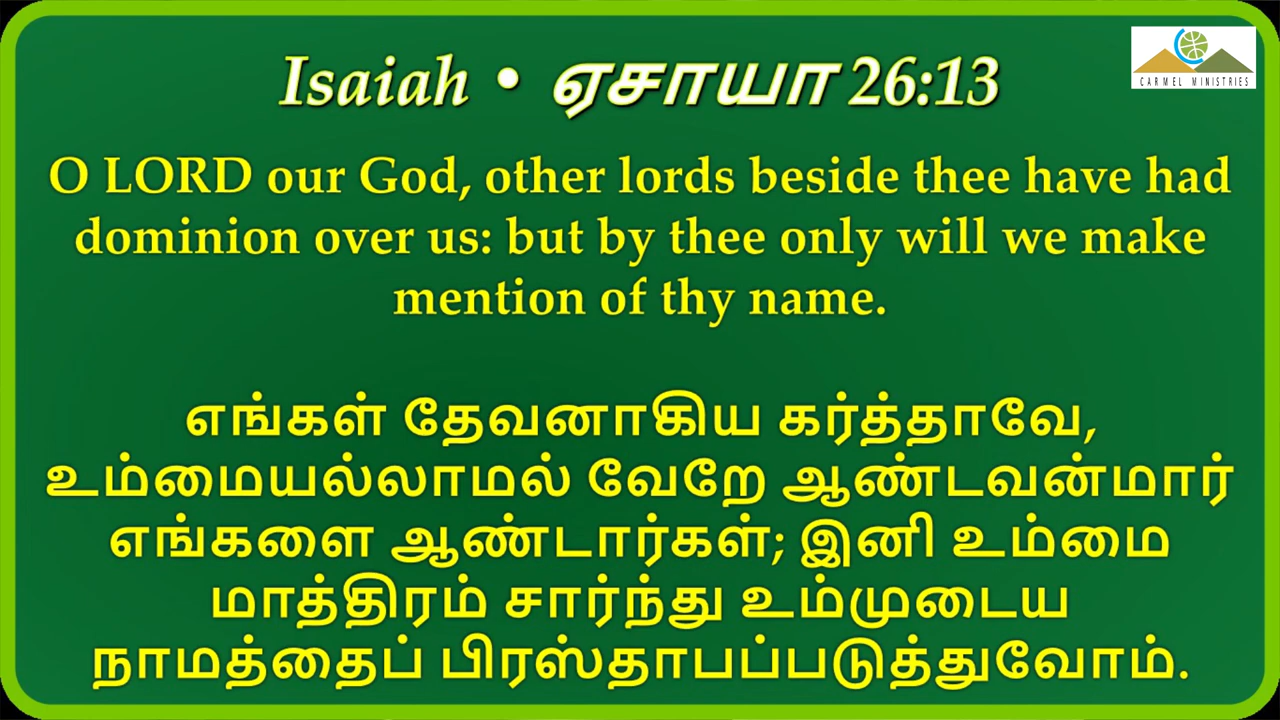 Isaiah • ஏசாயா 26:13
CARMEL MINISTRIES
O LORD our God, other lords beside thee have had
dominion over us: but by thee only will we make
mention of thy name.
எங்கள் தேவனாகிய கர்த்தாவே,
உம்மையல்லாமல் வேறே ஆண்டவன்மார்
எங்களை ஆண்டார்கள்; இனி உம்மை
மாத்திரம் சார்ந்து உம்முடைய
நாமத்தைப் பிரஸ்தாபப்படுத்துவோம்.